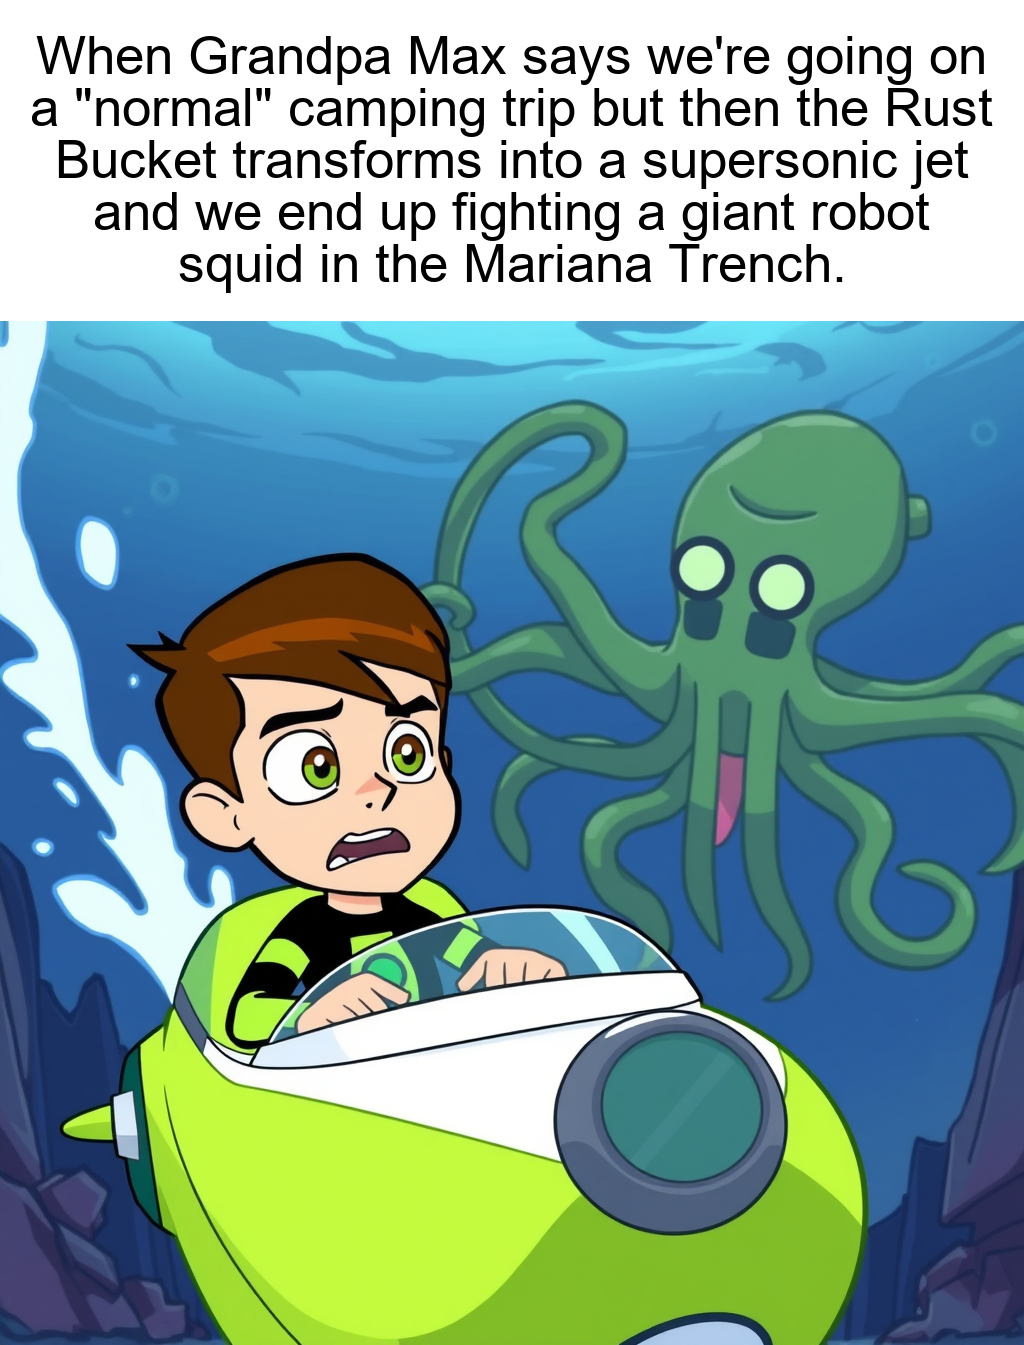 When Grandpa Max says we're going on
a "normal" camping trip but then the Rust
Bucket transforms into a supersonic jet
and we end up fighting a giant robot
squid in the Mariana Trench.